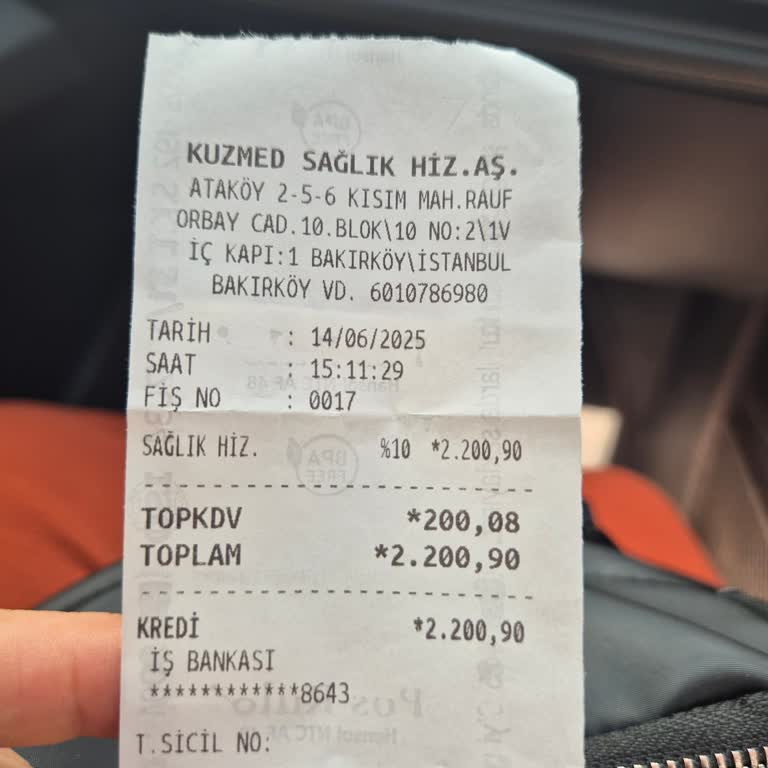 KUZMED SAĞLIK HİZ.AŞ.
ATAKÖY 2-5-6 KISIM MAH.RAUF
ORBAY CAD.10.BLOK\10 NO:2\1V
İÇ KAPI:1 BAKIRKÖY\İSTANBUL
BAKIRKÖY VD. 6010786980
TARİH : 14/06/2025
SAAT : 15:11:29
FİŞ NO : 0017
SAĞLIK HİZ. %10 *2.200,90
TOPKDV *200,08
TOPLAM *2.200,90
KREDİ *2.200,90
İŞ BANKASI
************8643
T.SİCİL NO: